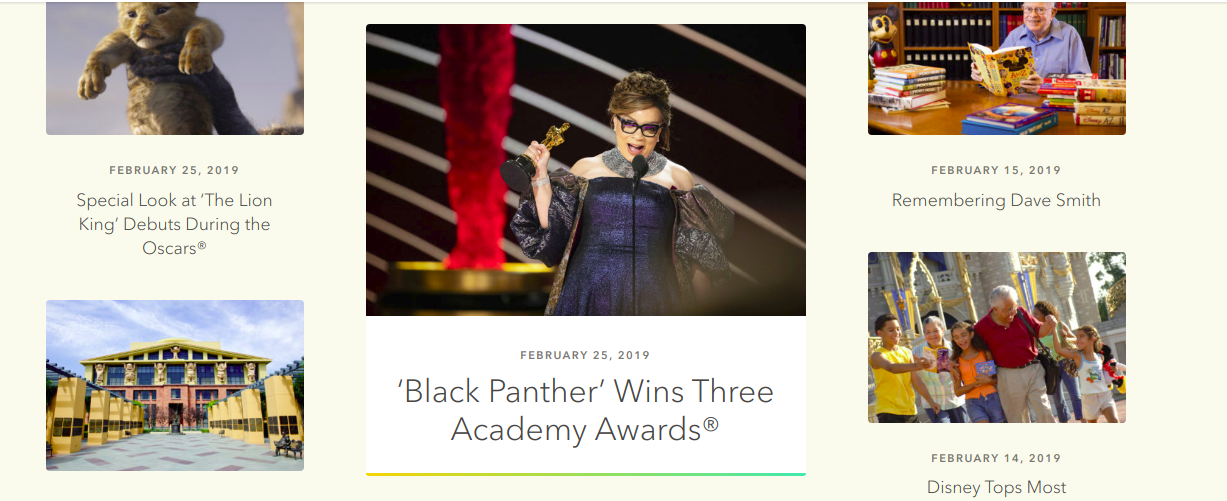 FEBRUARY 25, 2019
Special Look at ‘The Lion
King’ Debuts During the
Oscars®
FEBRUARY 25, 2019
‘Black Panther’ Wins Three
Academy Awards®
FEBRUARY 15, 2019
Remembering Dave Smith
FEBRUARY 14, 2019
Disney Tops Most